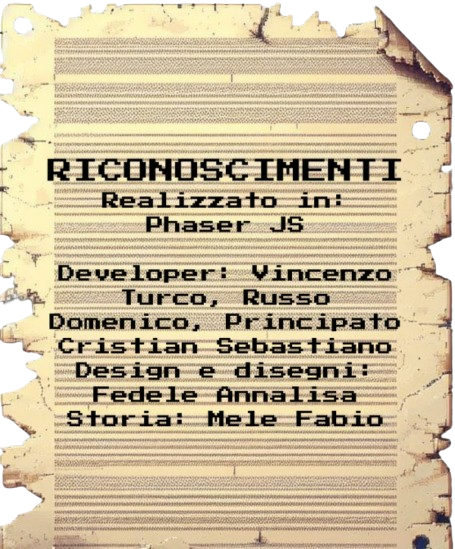 RICONOSCIMENTI
Realizzato in:
Phaser JS
Developer: Vincenzo
Turco, Russo
Domenico, Principato
Cristian Sebastiano
Design e disegni:
Fedele Annalisa
Storia: Mele Fabio